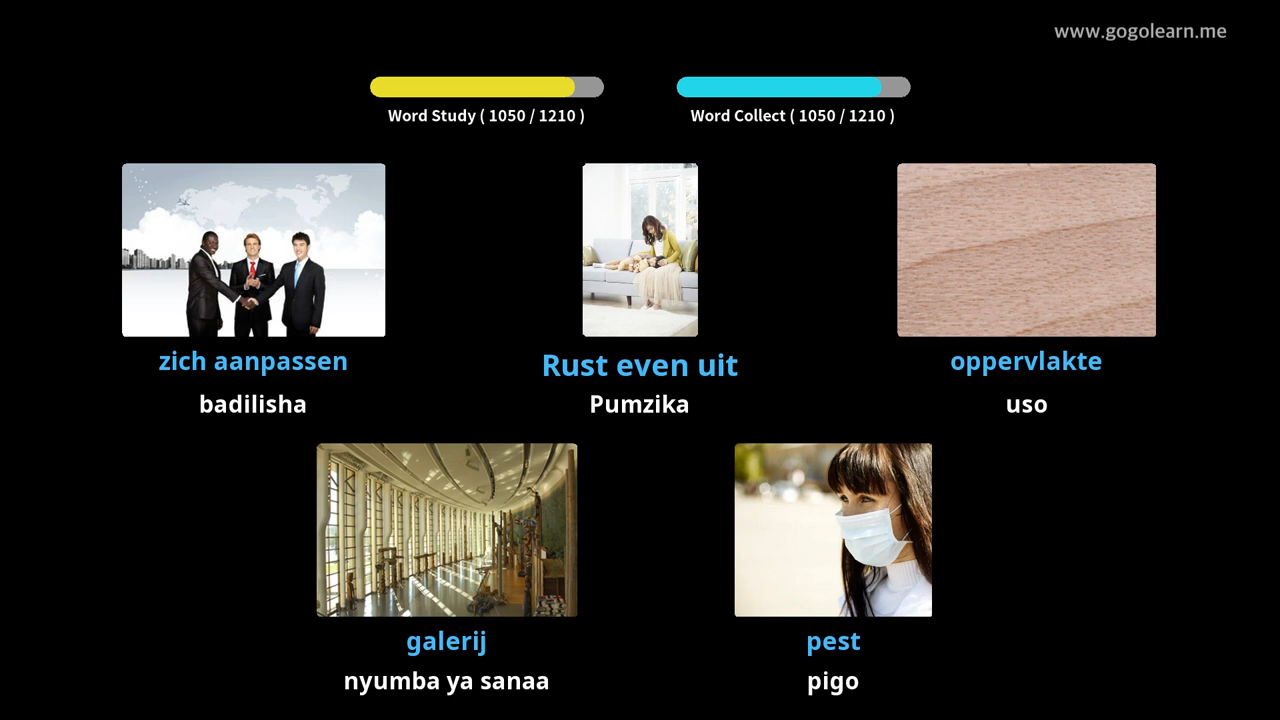 www.gogolearn.me
Word Study ( 1050 / 1210 )
Word Collect ( 1050 / 1210 )
zich aanpassen
badilisha
Rust even uit
Pumzika
oppervlakte
uso
galerij
nyumba ya sanaa
pest
pigo